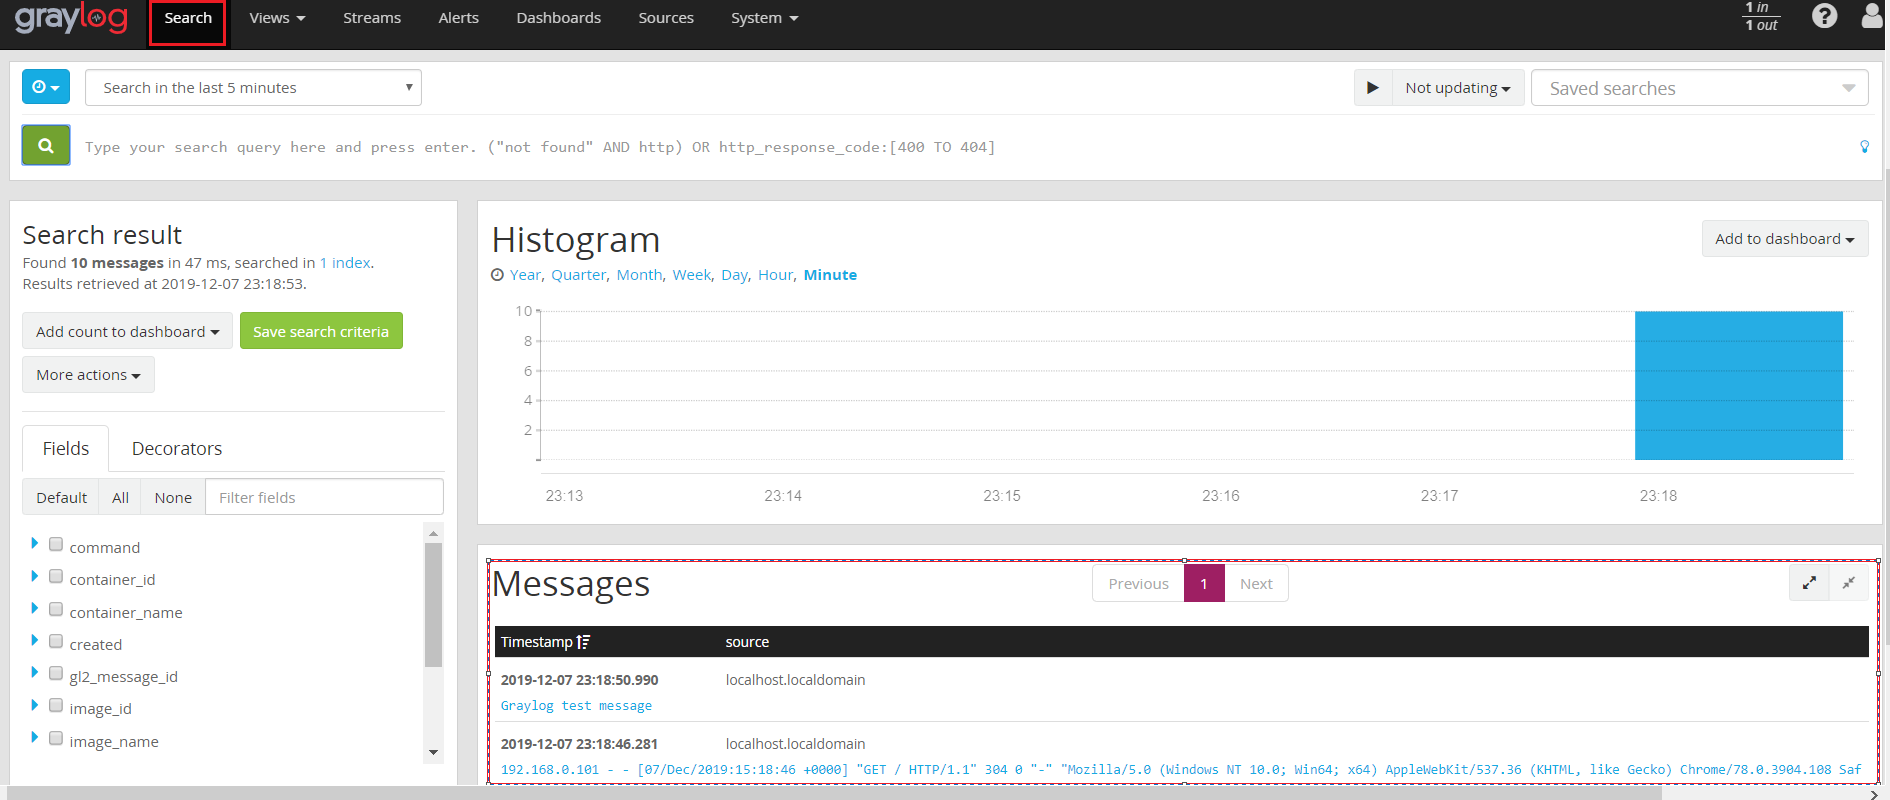 graylog Search Views Streams Alerts Dashboards Sources System 1 in
1 out ?
Search in the last 5 minutes Not updating Saved searches
Type your search query here and press enter. ("not found" AND http) OR http_response_code:[400 TO 404]
Search result
Found 10 messages in 47 ms, searched in 1 index.
Results retrieved at 2019-12-07 23:18:53.
Add count to dashboard Save search criteria
More actions
Fields Decorators
Default All None Filter fields
command
container_id
container_name
created
gl2_message_id
image_id
image_name
Histogram Add to dashboard
Year, Quarter, Month, Week, Day, Hour, Minute
10
8
6
4
2
23:13 23:14 23:15 23:16 23:17 23:18
Messages Previous 1 Next
Timestamp source
2019-12-07 23:18:50.990 localhost.localdomain
Graylog test message
2019-12-07 23:18:46.281 localhost.localdomain
192.168.0.101 - - [07/Dec/2019:15:18:46 +0000] "GET / HTTP/1.1" 304 0 "-" "Mozilla/5.0 (Windows NT 10.0; Win64; x64) AppleWebKit/537.36 (KHTML, like Gecko) Chrome/78.0.3904.108 Saf